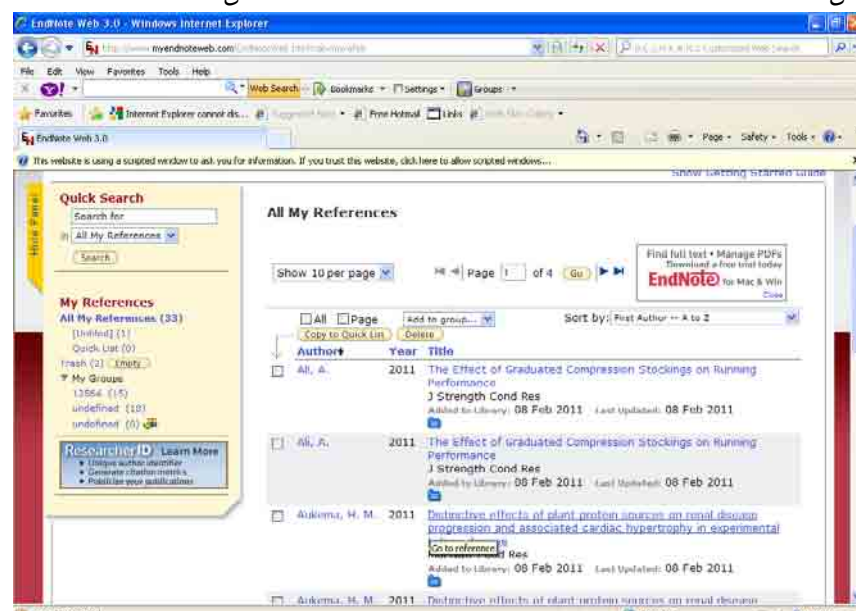 EndNote Web 3.0 - Windows Internet Explorer
myendnoteweb.com
File Edit View Favorites Tools Help
Web Search Bookmarks Settings Groups
Favorites Internet Explorer cannot dis... Free Hotmail Links
EndNote Web 3.0 Page Safety Tools
This website is using a scripted window to ask you for information. If you trust this website, click here to allow scripted windows...
Show Getting Started Guide
Hide Panel
Quick Search
Search for
in All My References
Search
My References
All My References (33)
[Unfiled] (1)
Quick List (0)
Trash (2) Empty
My Groups
(15)
undefined (10)
undefined (0)
ResearcherID Learn More
Unique author identifier
Generate citation metrics
Publicize your publications
All My References
Show 10 per page Page 1 of 4 Go
Find full text • Manage PDFs
Download a free trial today
EndNote for Mac & Win
Close
All Page Add to group... Sort by: First Author -- A to Z
Copy to Quick List Delete
Author Year Title
Ali, A. 2011 The Effect of Graduated Compression Stockings on Running
Performance
J Strength Cond Res
Added to Library: 08 Feb 2011 Last Updated: 08 Feb 2011
Ali, A. 2011 The Effect of Graduated Compression Stockings on Running
Performance
J Strength Cond Res
Added to Library: 08 Feb 2011 Last Updated: 08 Feb 2011
Aukema, H. M. 2011 Distinctive effects of plant protein sources on renal disease
progression and associated cardiac hypertrophy in experimental
Go to reference
Res
Added to Library: 08 Feb 2011 Last Updated: 08 Feb 2011
Aukema, H. M. 2011 Distinctive effects of plant protein sources on renal disease